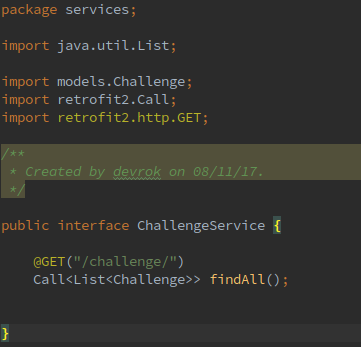 package services;
import java.util.List;
import models.Challenge;
import retrofit2.Call;
import retrofit2.http.GET;
/**
 * Created by devrok on 08/11/17.
 */
public interface ChallengeService {
    @GET("/challenge/")
    Call<List<Challenge>> findAll();
}